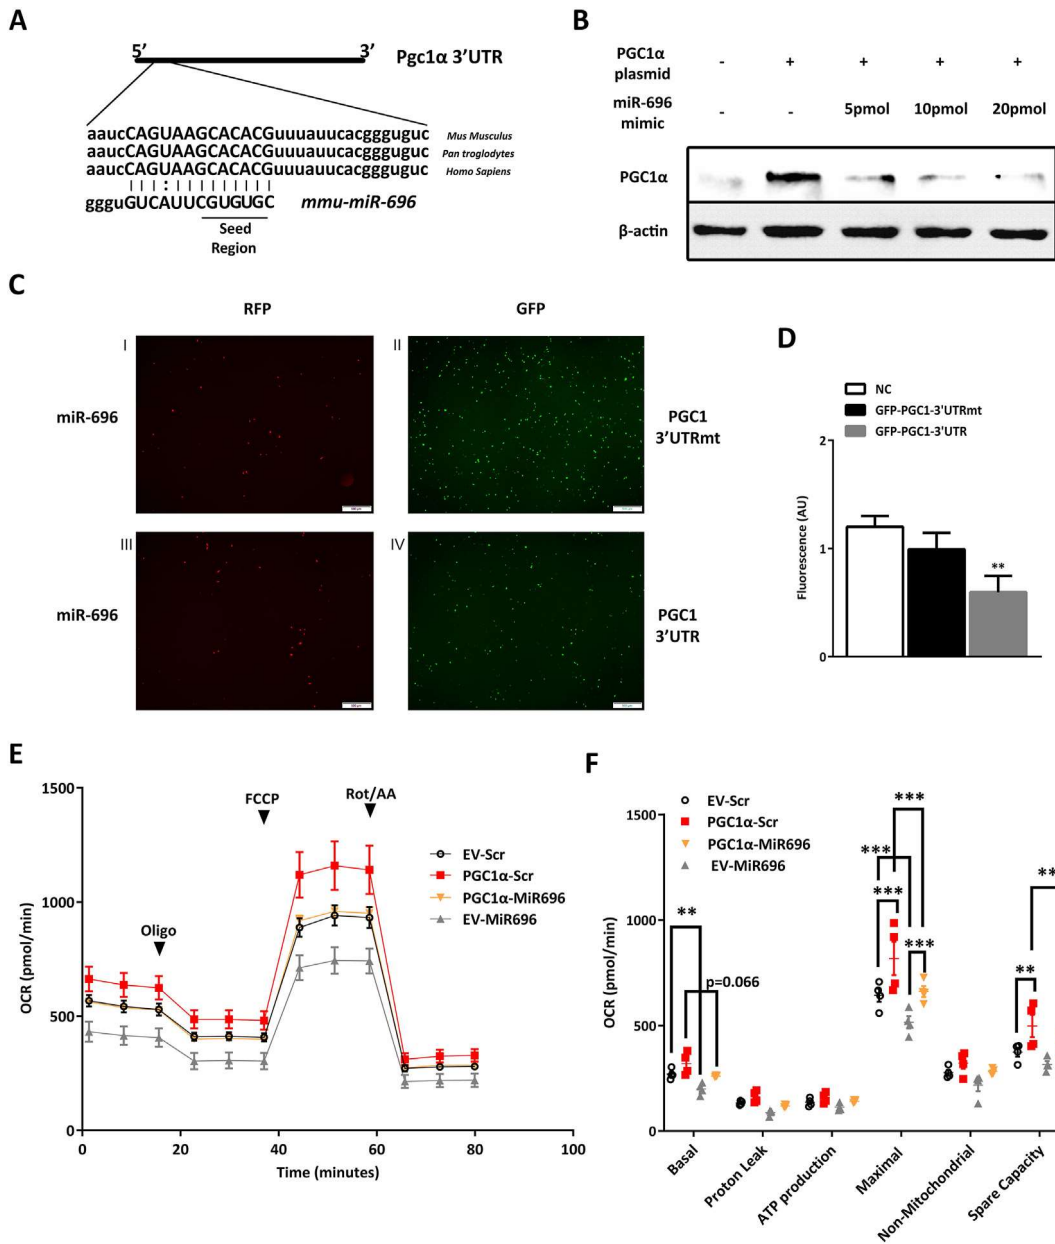 A
5’
3’
Pgc1α 3’UTR
aaucCAGUAAGCACACGuuuauucacgggugucMus Musculus
aaucCAGUAAGCACACGuuuauucacggguguc Pan troglodytes
aaucCAGUAAGCACACGuuuauucacggguguc Homo Sapiens
ggguGUCAUUCGUGUGC mmu-miR-696
Seed
Region
B
PGC1α
plasmid
- + + + +
miR-696
mimic
- - 5pmol 10pmol 20pmol
PGC1α
β-actin
C
RFP
GFP
I
II
miR-696
PGC1
3’UTRmt
III
IV
miR-696
PGC1
3’UTR
D
NC
GFP-PGC1-3'UTRmt
GFP-PGC1-3'UTR
Fluorescence (AU)
2
1
0
**
E
OCR (pmol/min)
1500
1000
500
0
Oligo
FCCP
Rot/AA
EV-Scr
PGC1α-Scr
PGC1α-MiR696
EV-MiR696
0 20 40 60 80 100
Time (minutes)
F
EV-Scr
PGC1α-Scr
PGC1α-MiR696
EV-MiR696
OCR (pmol/min)
1500
1000
500
0
**
p=0.066
***
***
***
***
**
**
Basal
Proton Leak
ATP production
Maximal
Non-Mitochondrial
Spare Capacity